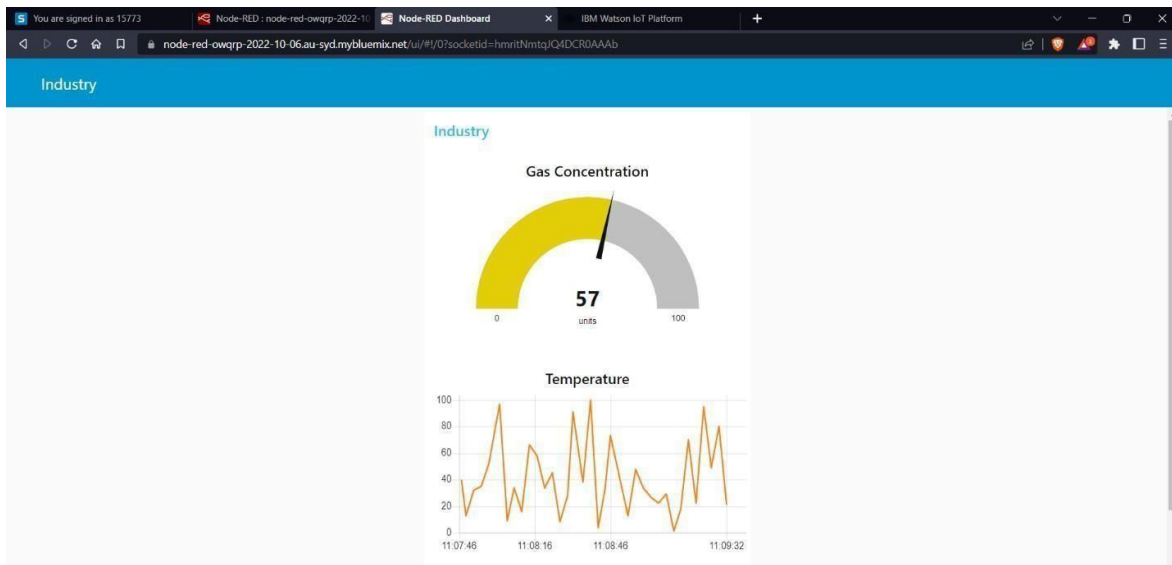 S You are signed in as 15773
Node-RED : node-red-owqrp-2022-10
Node-RED Dashboard
IBM Watson IoT Platform
node-red-owqrp-2022-10-06.au-syd.mybluemix.net/ui/#!/0?socketid=hmritNmtqJQ4DCR0AAAb
Industry
Industry
Gas Concentration
57
0
units
100
Temperature
100
80
60
40
20
0
11:07:46 11:08:16 11:08:46 11:09:32